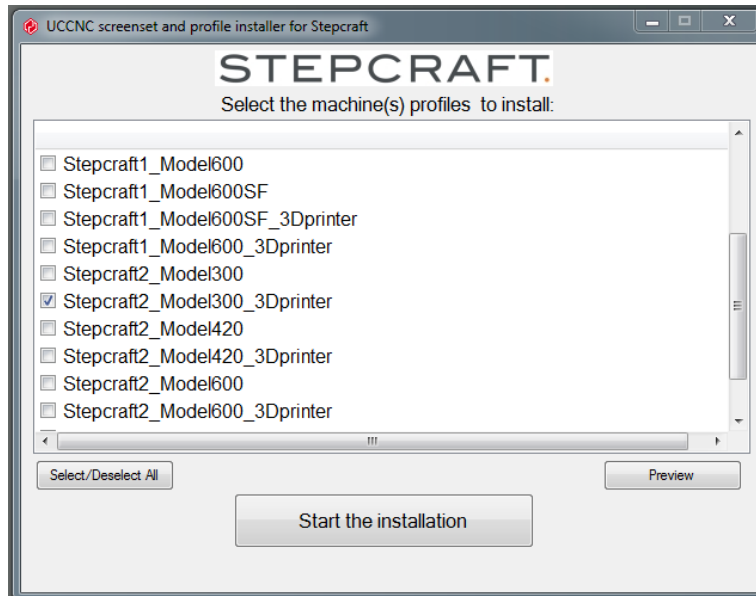 UCCNC screenset and profile installer for Stepcraft
STEPCRAFT.
Select the machine(s) profiles to install:
Stepcraft1_Model600
Stepcraft1_Model600SF
Stepcraft1_Model600SF_3Dprinter
Stepcraft1_Model600_3Dprinter
Stepcraft2_Model300
Stepcraft2_Model300_3Dprinter
Stepcraft2_Model420
Stepcraft2_Model420_3Dprinter
Stepcraft2_Model600
Stepcraft2_Model600_3Dprinter
Select/Deselect All Preview
Start the installation